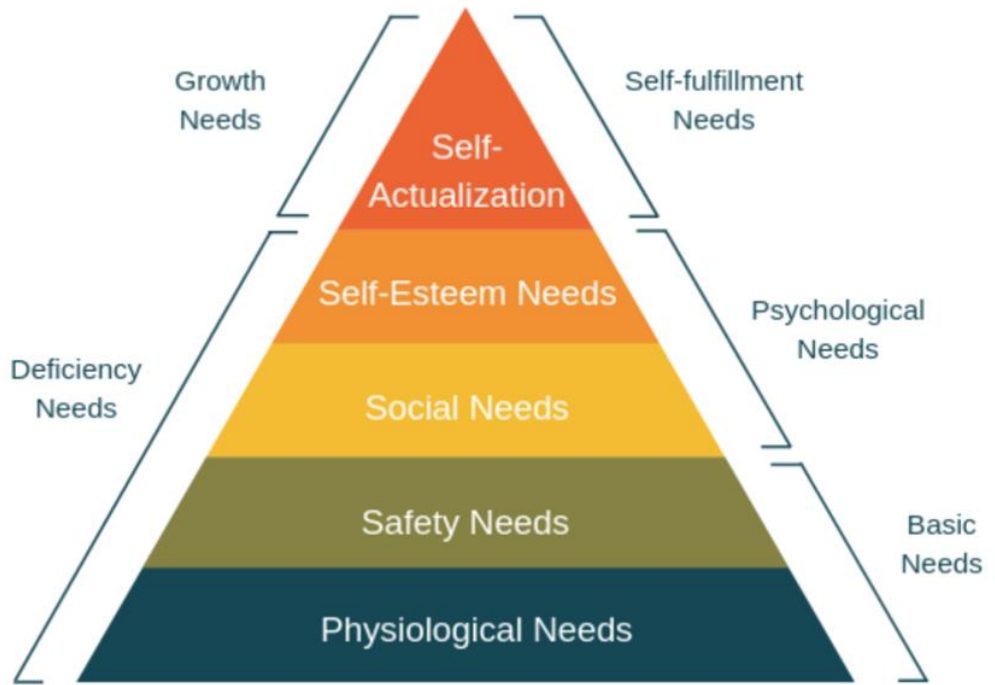 Growth
Needs
Self-fulfillment
Needs
Self-
Actualization
Self-Esteem Needs
Psychological
Needs
Deficiency
Needs
Social Needs
Safety Needs
Basic
Needs
Physiological Needs